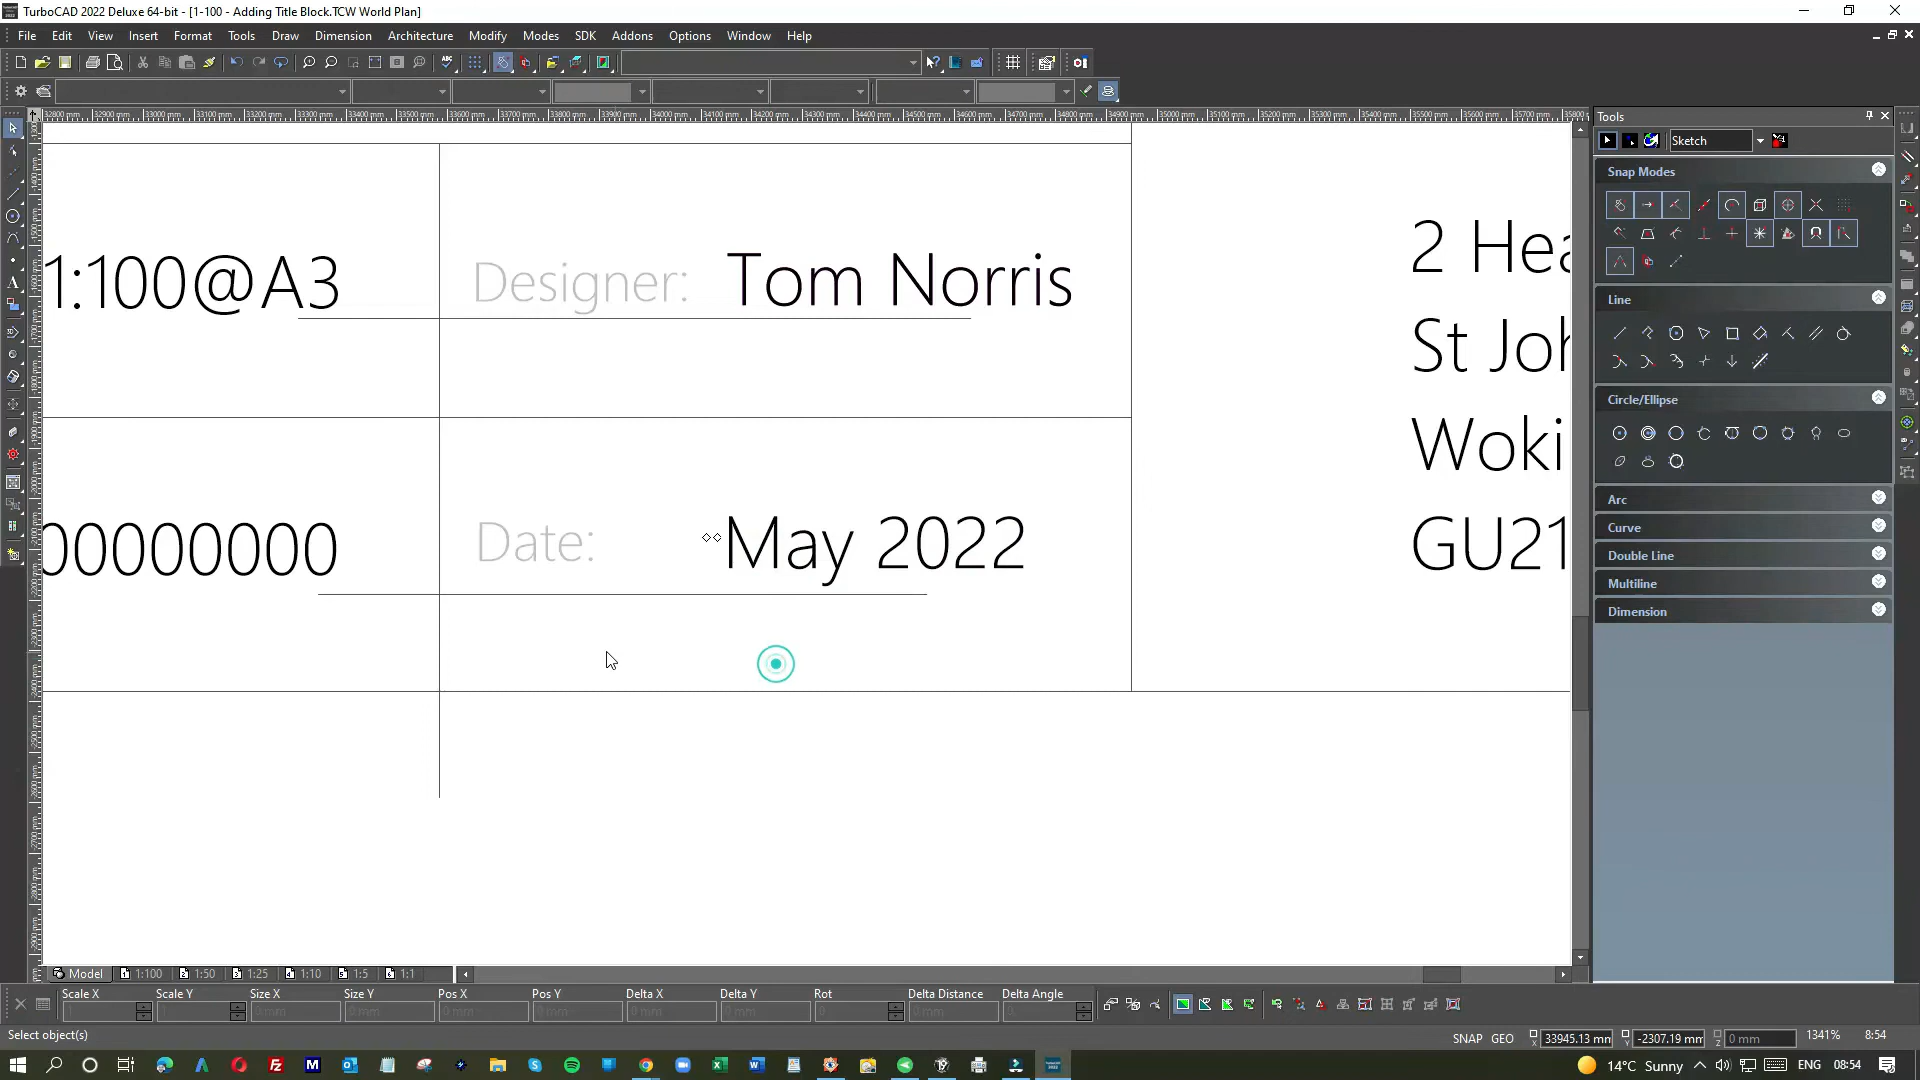 TurboCAD 2022 Deluxe 64-bit - [1-100 - Adding Title Block.TCW World Plan]
File Edit View Insert Format Tools Draw Dimension Architecture Modify Modes SDK Addons Options Window Help
Tools
Sketch
Snap Modes
Line
Circle/Ellipse
Arc
Curve
Double Line
Multiline
Dimension
1:100@A3 Designer: Tom Norris
00000000 Date: May 2022
2 Hea
St Joh
Woki
GU21
Model 1:100 1:50 1:25 1:10 1:5 1:1
Scale X Scale Y Size X Size Y Pos X Pos Y Delta X Delta Y Rot Delta Distance Delta Angle
Select object(s)
SNAP GEO 33945.13 mm -2307.19 mm 0 mm 1341% 8:54
14°C Sunny ENG 08:54